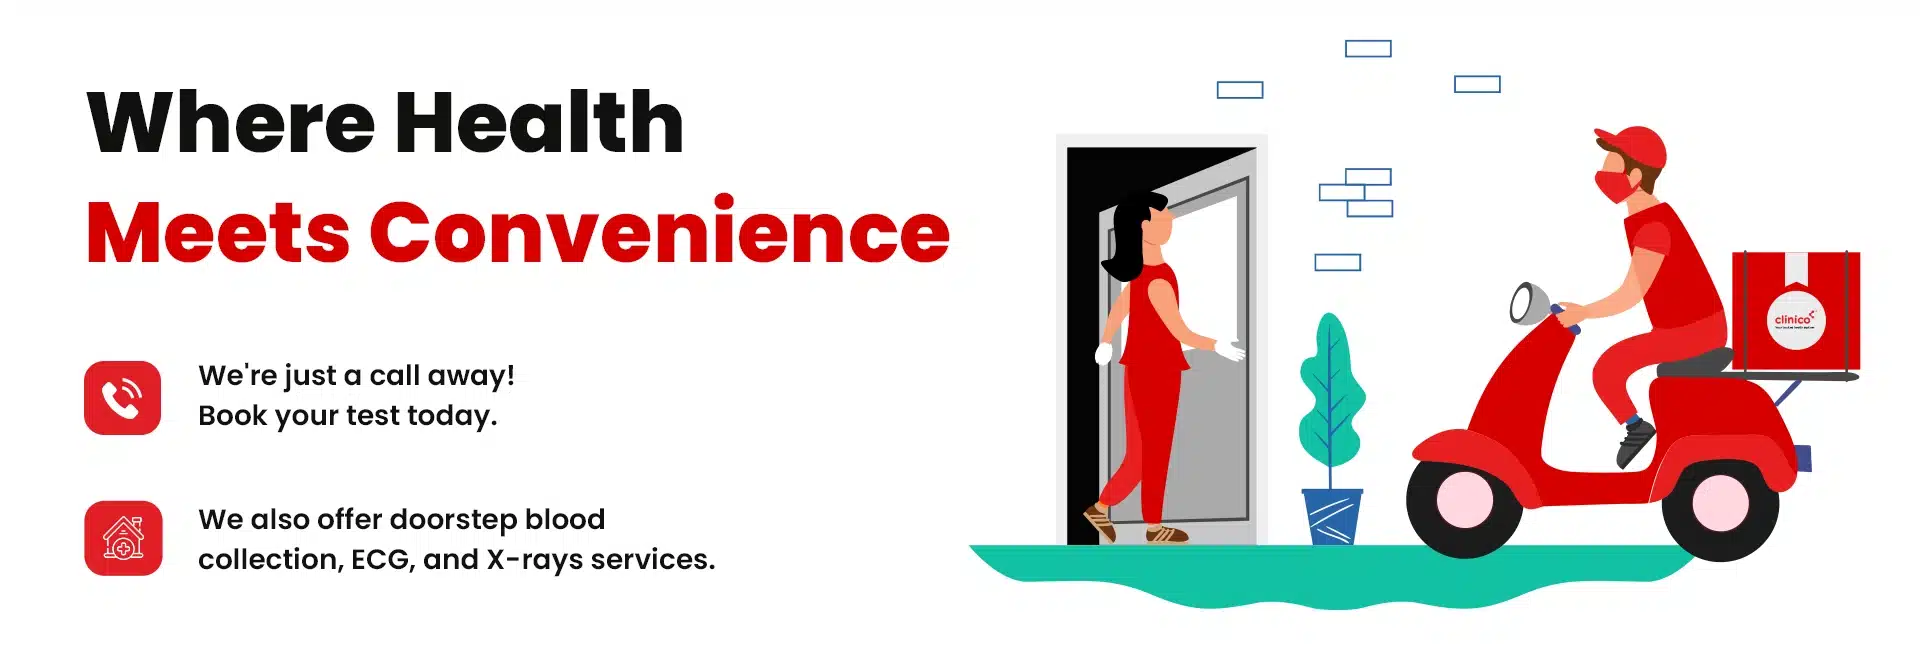 Where Health
Meets Convenience
We're just a call away!
Book your test today.
We also offer doorstep blood
collection, ECG, and X-rays services.
clinico